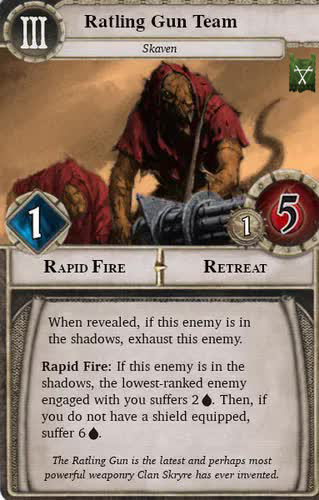 III
Ratling Gun Team
Skaven
1
1
5
RAPID FIRE
RETREAT
When revealed, if this enemy is in
the shadows, exhaust this enemy.
Rapid Fire: If this enemy is in the
shadows, the lowest-ranked enemy
engaged with you suffers 2. Then, if
you do not have a shield equipped,
suffer 6.
The Ratling Gun is the latest and perhaps most
powerful weaponry Clan Skryre has ever invented.